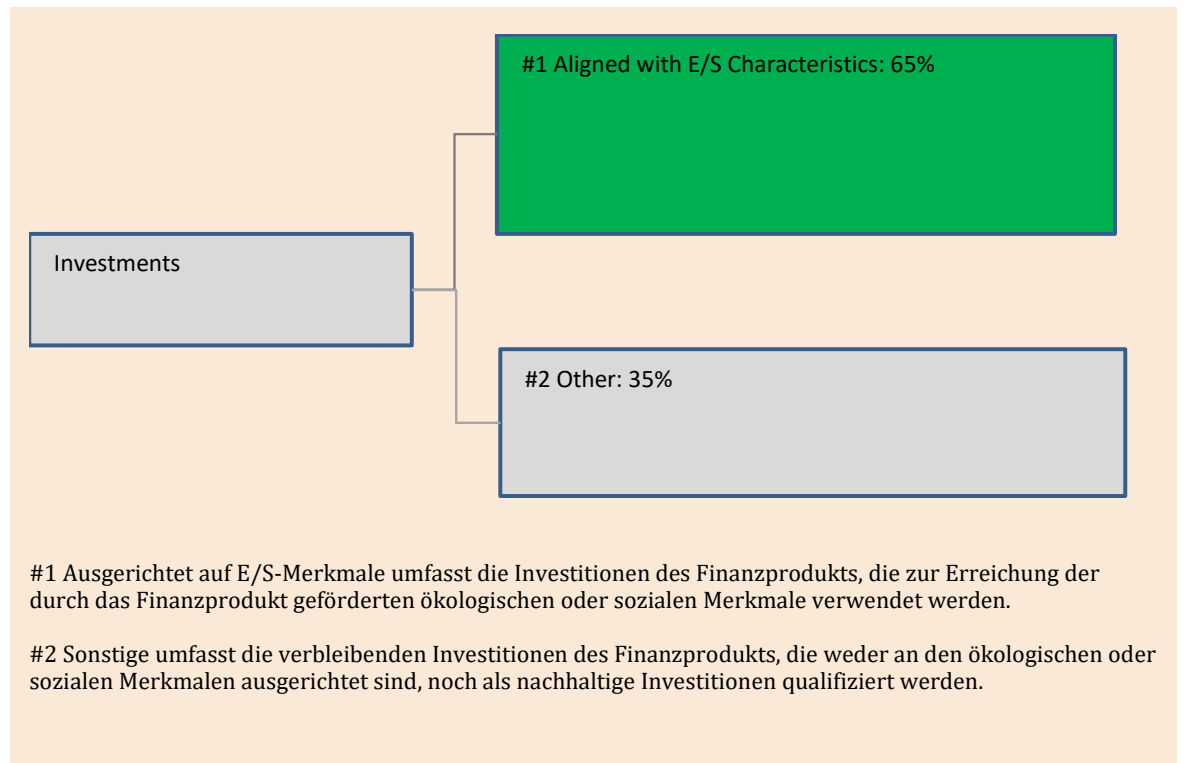 #1 Aligned with E/S Characteristics: 65%
Investments
#2 Other: 35%
#1 Ausgerichtet auf E/S-Merkmale umfasst die Investitionen des Finanzprodukts, die zur Erreichung der
durch das Finanzprodukt geförderten ökologischen oder sozialen Merkmale verwendet werden.
#2 Sonstige umfasst die verbleibenden Investitionen des Finanzprodukts, die weder an den ökologischen oder
sozialen Merkmalen ausgerichtet sind, noch als nachhaltige Investitionen qualifiziert werden.